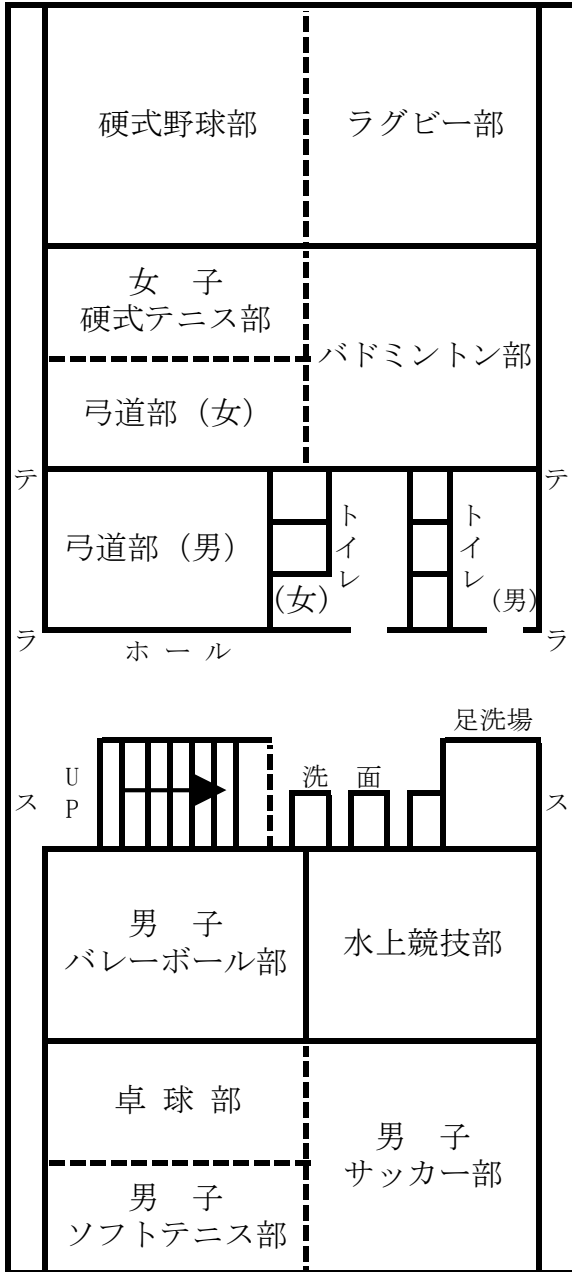 硬式野球部
ラグビー部
女　子
硬式テニス部
バドミントン部
弓道部（女）
テ
ラ
ス
テ
ラ
ス
弓道部（男）
トイレ
(女)
トイレ
(男)
ホ ー ル
足洗場
UP
洗　面
男　子
バレーボール部
水上競技部
卓 球 部
男　子
サッカー部
男　子
ソフトテニス部